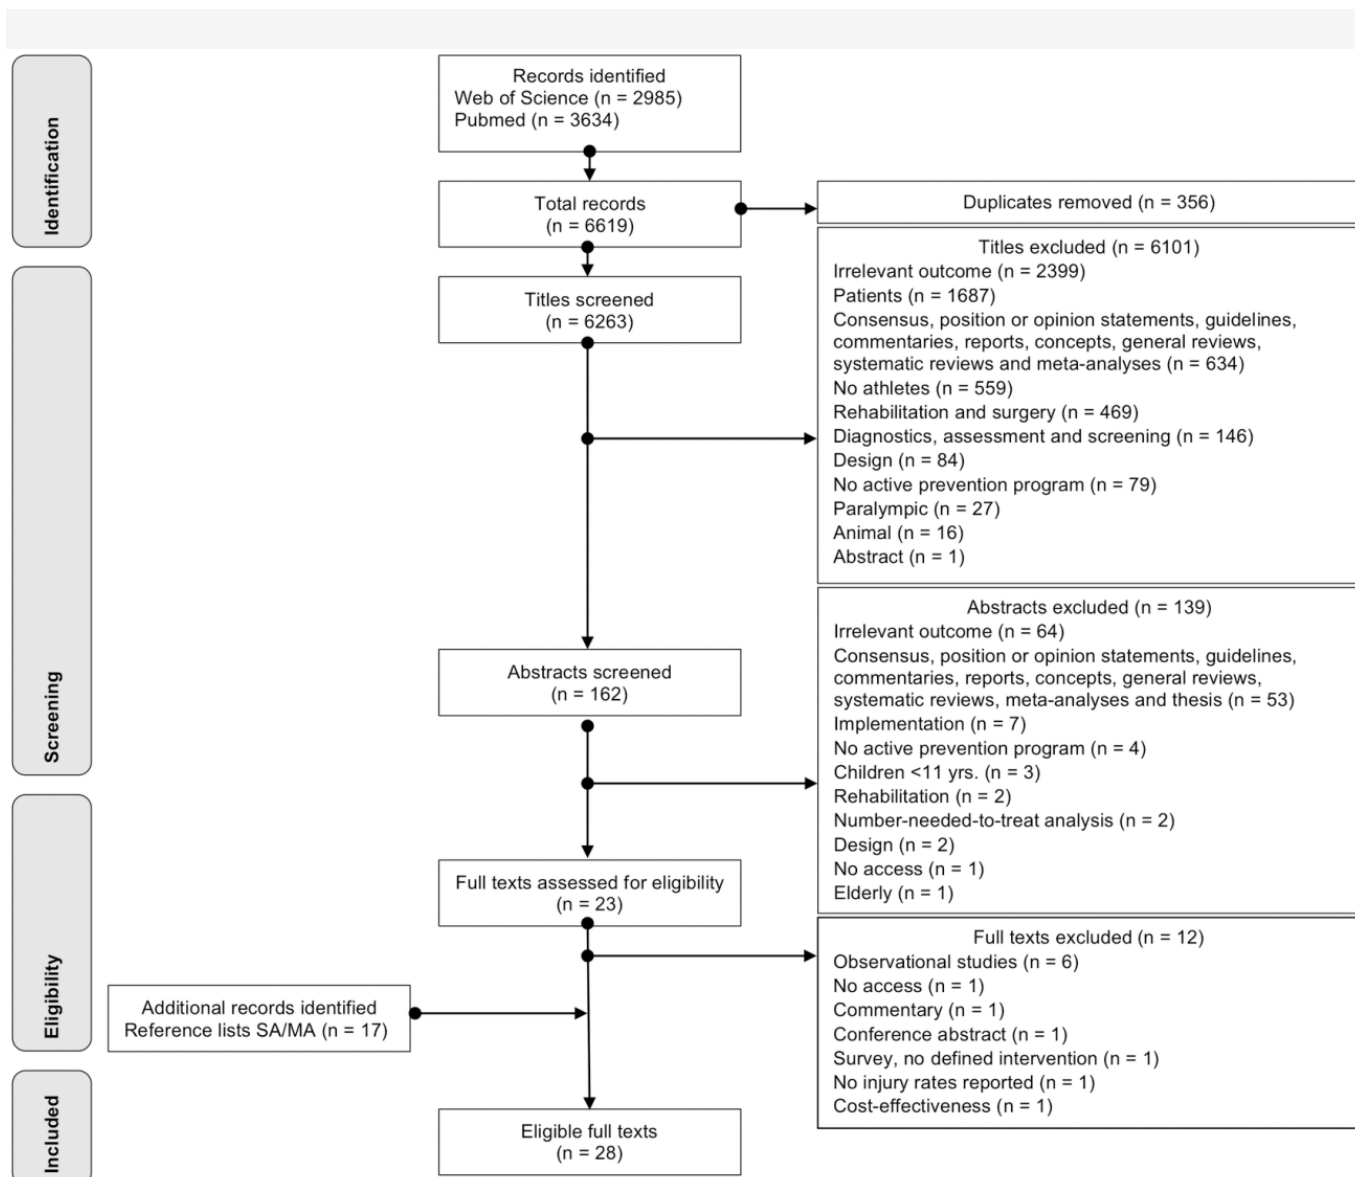 Identification
Records identified
Web of Science (n = 2985)
Pubmed (n = 3634)
Total records
(n = 6619)
Duplicates removed (n = 356)
Screening
Titles screened
(n = 6263)
Titles excluded (n = 6101)
Irrelevant outcome (n = 2399)
Patients (n = 1687)
Consensus, position or opinion statements, guidelines,
commentaries, reports, concepts, general reviews,
systematic reviews and meta-analyses (n = 634)
No athletes (n = 559)
Rehabilitation and surgery (n = 469)
Diagnostics, assessment and screening (n = 146)
Design (n = 84)
No active prevention program (n = 79)
Paralympic (n = 27)
Animal (n = 16)
Abstract (n = 1)
Abstracts screened
(n = 162)
Abstracts excluded (n = 139)
Irrelevant outcome (n = 64)
Consensus, position or opinion statements, guidelines,
commentaries, reports, concepts, general reviews,
systematic reviews, meta-analyses and thesis (n = 53)
Implementation (n = 7)
No active prevention program (n = 4)
Children <11 yrs. (n = 3)
Rehabilitation (n = 2)
Number-needed-to-treat analysis (n = 2)
Design (n = 2)
No access (n = 1)
Elderly (n = 1)
Eligibility
Full texts assessed for eligibility
(n = 23)
Full texts excluded (n = 12)
Observational studies (n = 6)
No access (n = 1)
Commentary (n = 1)
Conference abstract (n = 1)
Survey, no defined intervention (n = 1)
No injury rates reported (n = 1)
Cost-effectiveness (n = 1)
Additional records identified
Reference lists SA/MA (n = 17)
Included
Eligible full texts
(n = 28)